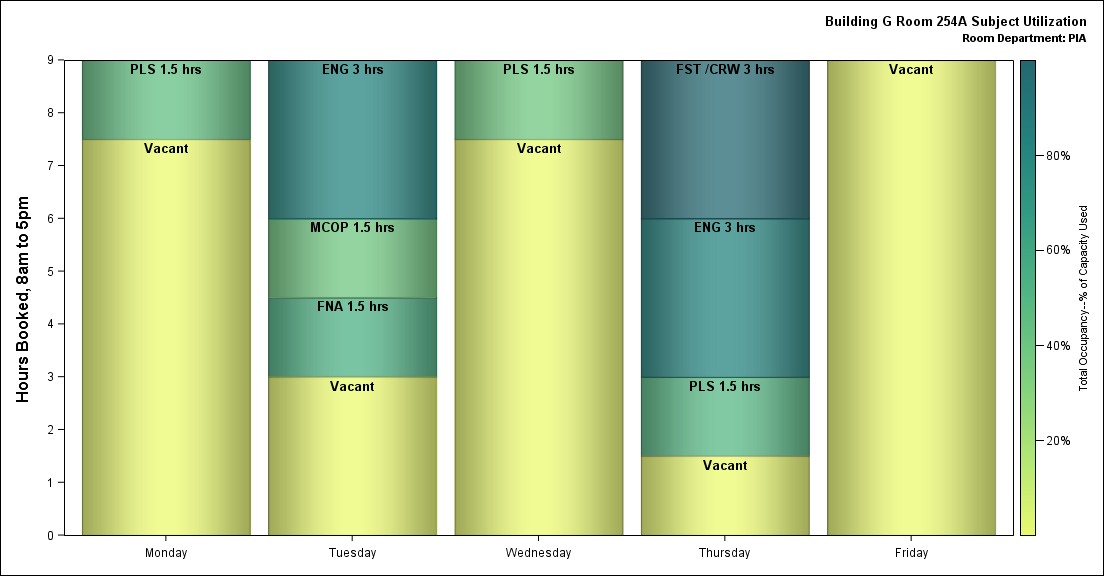 Building G Room 254A Subject Utilization
Room Department: PIA
Hours Booked, 8am to 5pm
9
8
7
6
5
4
3
2
1
0
PLS 1.5 hrs
Vacant
ENG 3 hrs
MCOP 1.5 hrs
FNA 1.5 hrs
Vacant
PLS 1.5 hrs
Vacant
FST /CRW 3 hrs
ENG 3 hrs
PLS 1.5 hrs
Vacant
Vacant
Monday
Tuesday
Wednesday
Thursday
Friday
80%
60%
40%
20%
Total Occupancy--% of Capacity Used